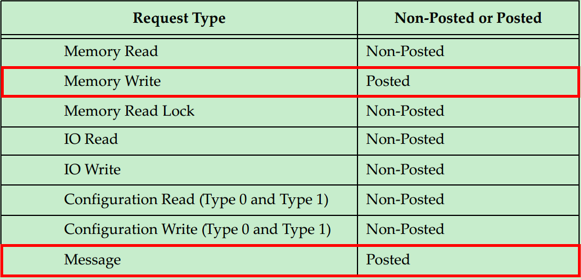 Request Type Non-Posted or Posted
Memory Read Non-Posted
Memory Write Posted
Memory Read Lock Non-Posted
IO Read Non-Posted
IO Write Non-Posted
Configuration Read (Type 0 and Type 1) Non-Posted
Configuration Write (Type 0 and Type 1) Non-Posted
Message Posted